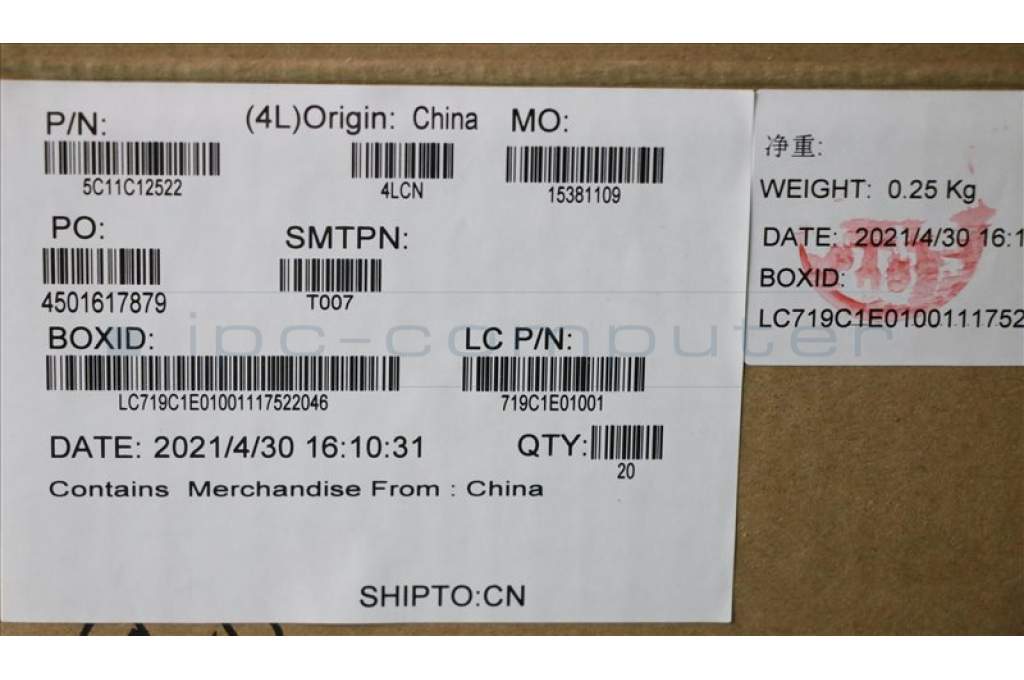 P/N:
5C11C12522
(4L)Origin: China
4LCN
MO:
15381109
PO:
4501617879
SMTPN:
T007
BOXID:
LC719C1E01001117522046
LC P/N:
719C1E01001
DATE: 2021/4/30 16:10:31
QTY:
20
Contains Merchandise From : China
SHIPTO:CN
净重:
WEIGHT: 0.25 Kg
DATE: 2021/4/30 16:1
BOXID:
LC719C1E0100111752
ipc-computer